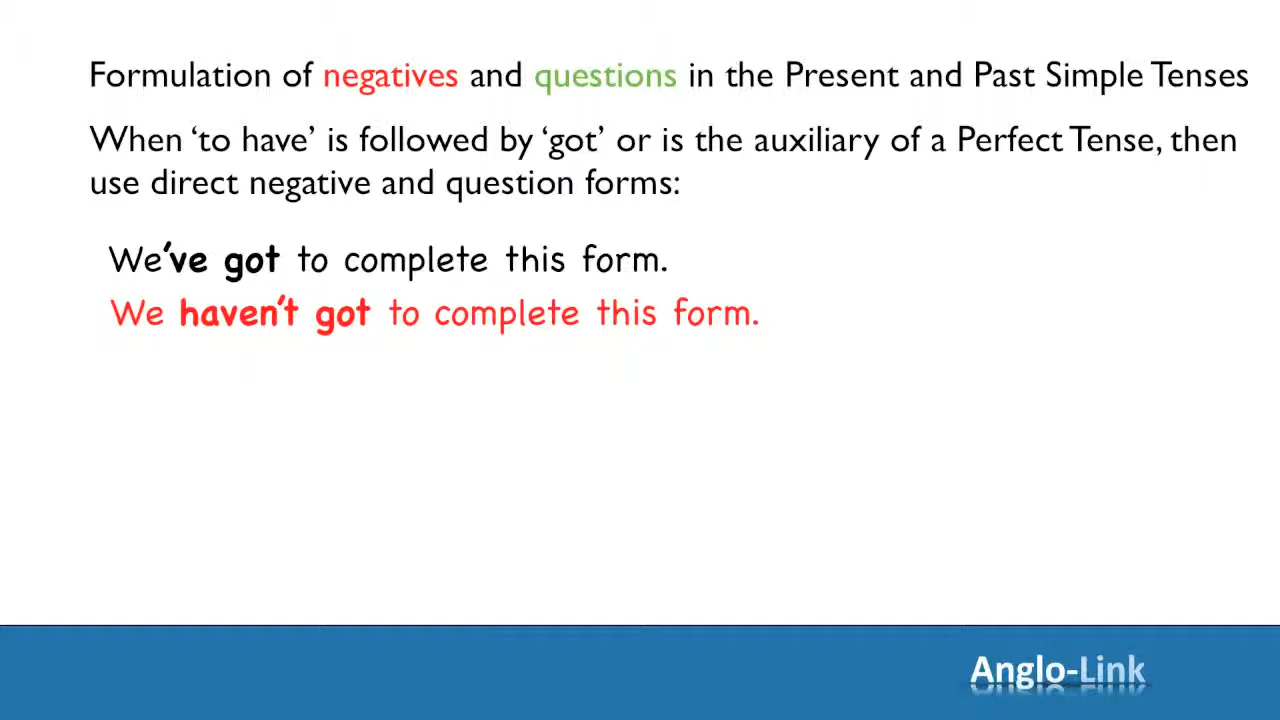 Formulation of negatives and questions in the Present and Past Simple Tenses
When ‘to have’ is followed by ‘got’ or is the auxiliary of a Perfect Tense, then
use direct negative and question forms:
We’ve got to complete this form.
We haven’t got to complete this form.
Anglo-Link